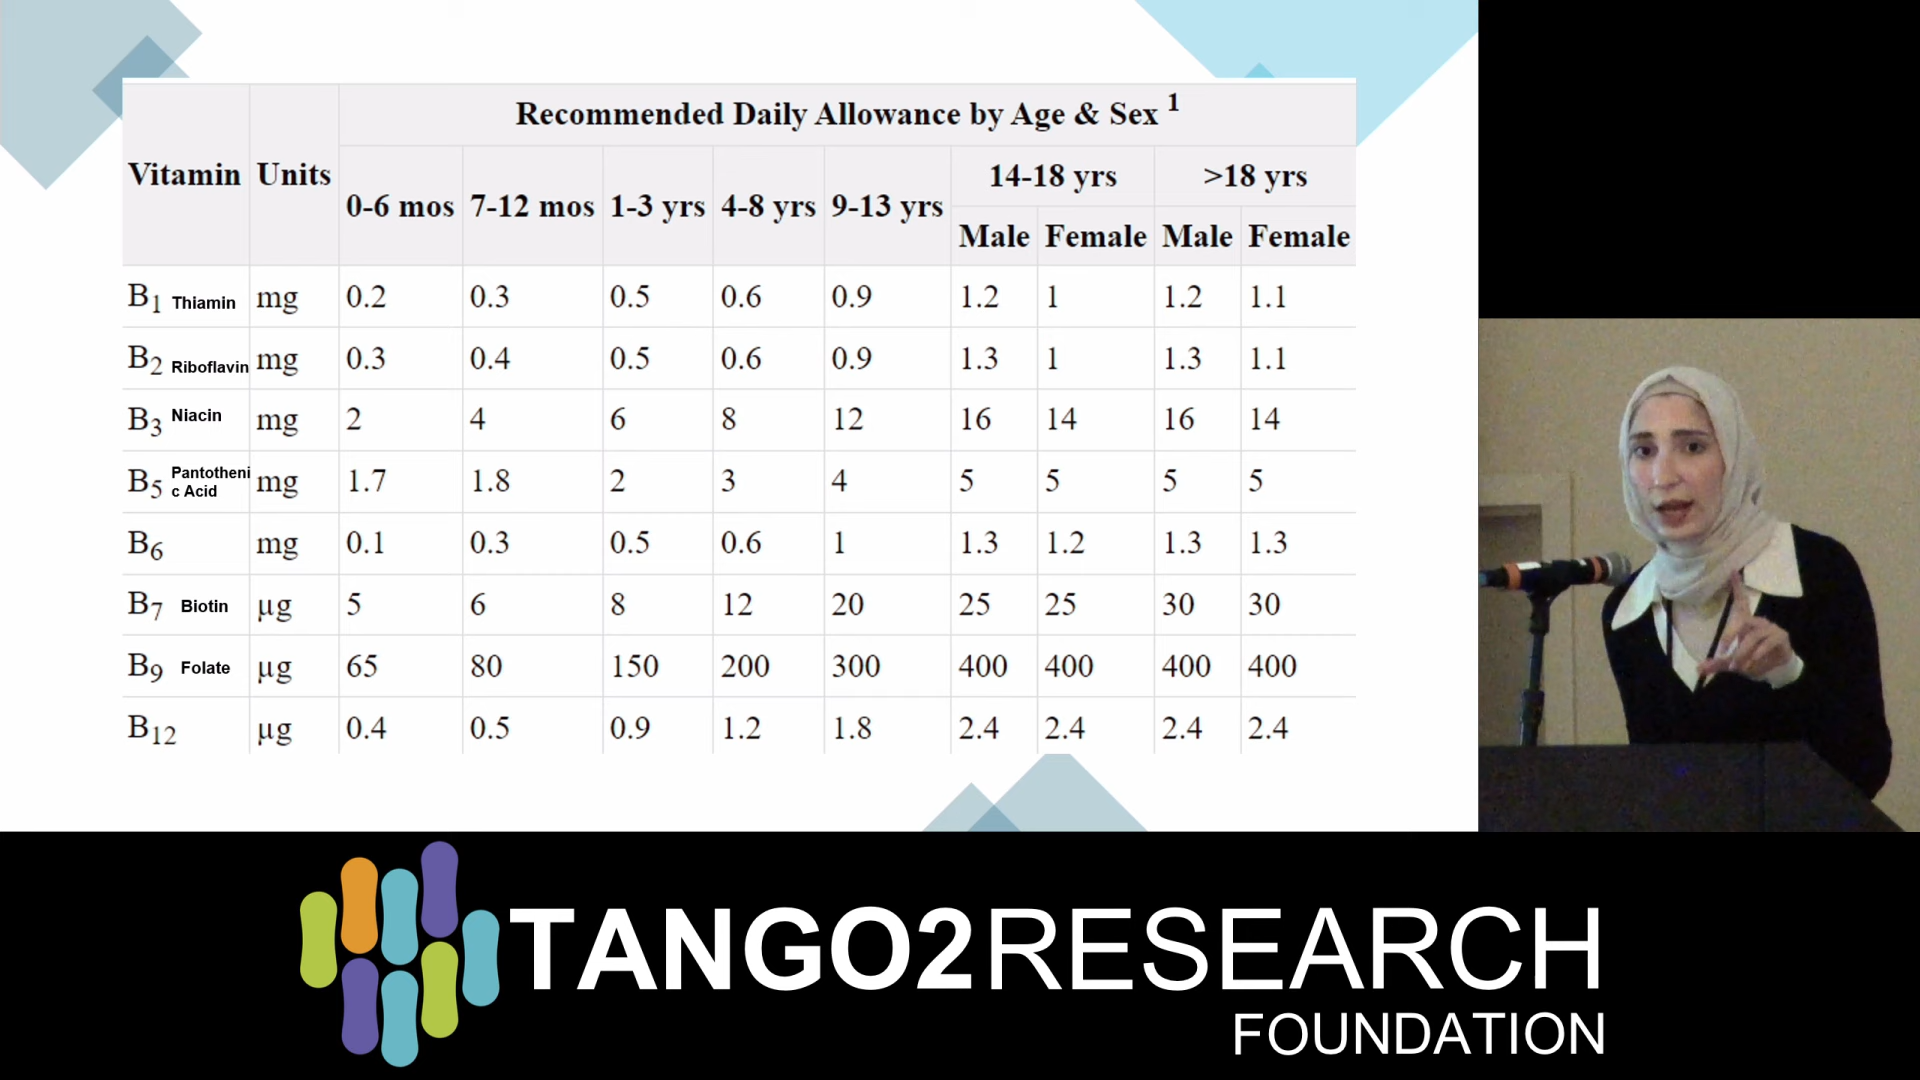 Recommended Daily Allowance by Age & Sex 1
Vitamin Units 0-6 mos 7-12 mos 1-3 yrs 4-8 yrs 9-13 yrs 14-18 yrs >18 yrs
Male Female Male Female
B1 Thiamin mg 0.2 0.3 0.5 0.6 0.9 1.2 1 1.2 1.1
B2 Riboflavin mg 0.3 0.4 0.5 0.6 0.9 1.3 1 1.3 1.1
B3 Niacin mg 2 4 6 8 12 16 14 16 14
B5 Pantotheni
c Acid mg 1.7 1.8 2 3 4 5 5 5 5
B6 mg 0.1 0.3 0.5 0.6 1 1.3 1.2 1.3 1.3
B7 Biotin µg 5 6 8 12 20 25 25 30 30
B9 Folate µg 65 80 150 200 300 400 400 400 400
B12 µg 0.4 0.5 0.9 1.2 1.8 2.4 2.4 2.4 2.4
TANGO2RESEARCH
FOUNDATION